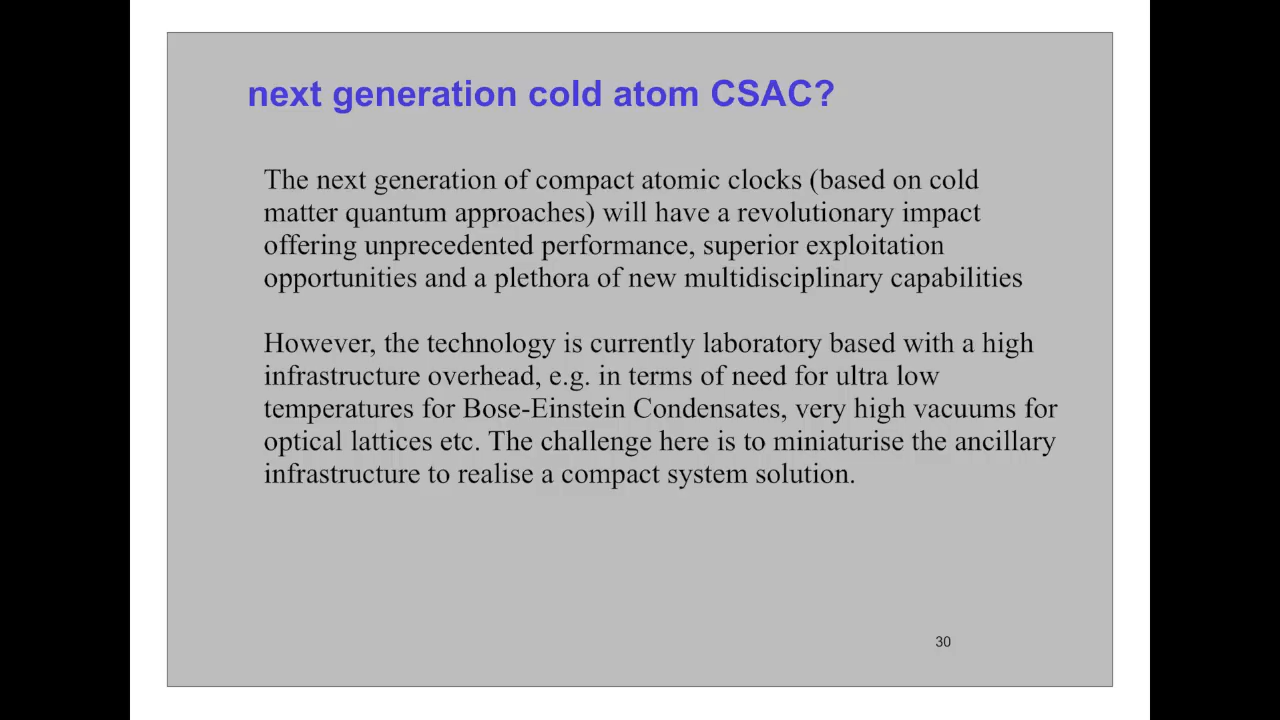 next generation cold atom CSAC?
The next generation of compact atomic clocks (based on cold
matter quantum approaches) will have a revolutionary impact
offering unprecedented performance, superior exploitation
opportunities and a plethora of new multidisciplinary capabilities
However, the technology is currently laboratory based with a high
infrastructure overhead, e.g. in terms of need for ultra low
temperatures for Bose-Einstein Condensates, very high vacuums for
optical lattices etc. The challenge here is to miniaturise the ancillary
infrastructure to realise a compact system solution.
30